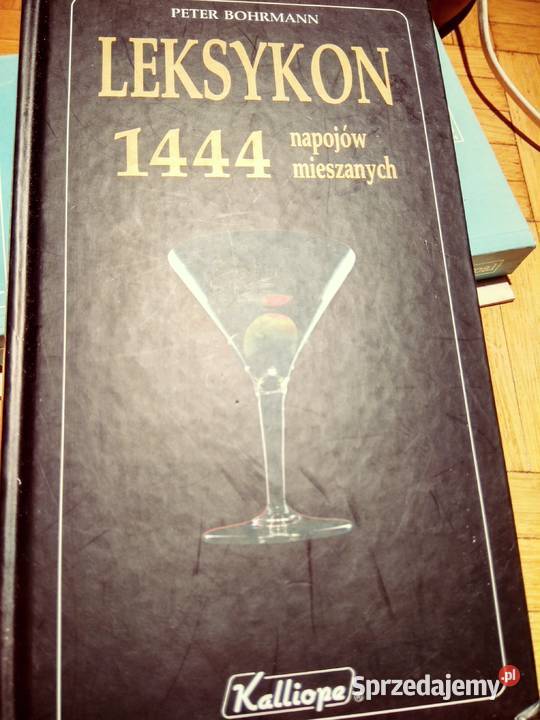 PETER BOHRMANN
LEKSYKON
1444 napojów
mieszanych
Kalliope ®
Sprzedajemy.pl